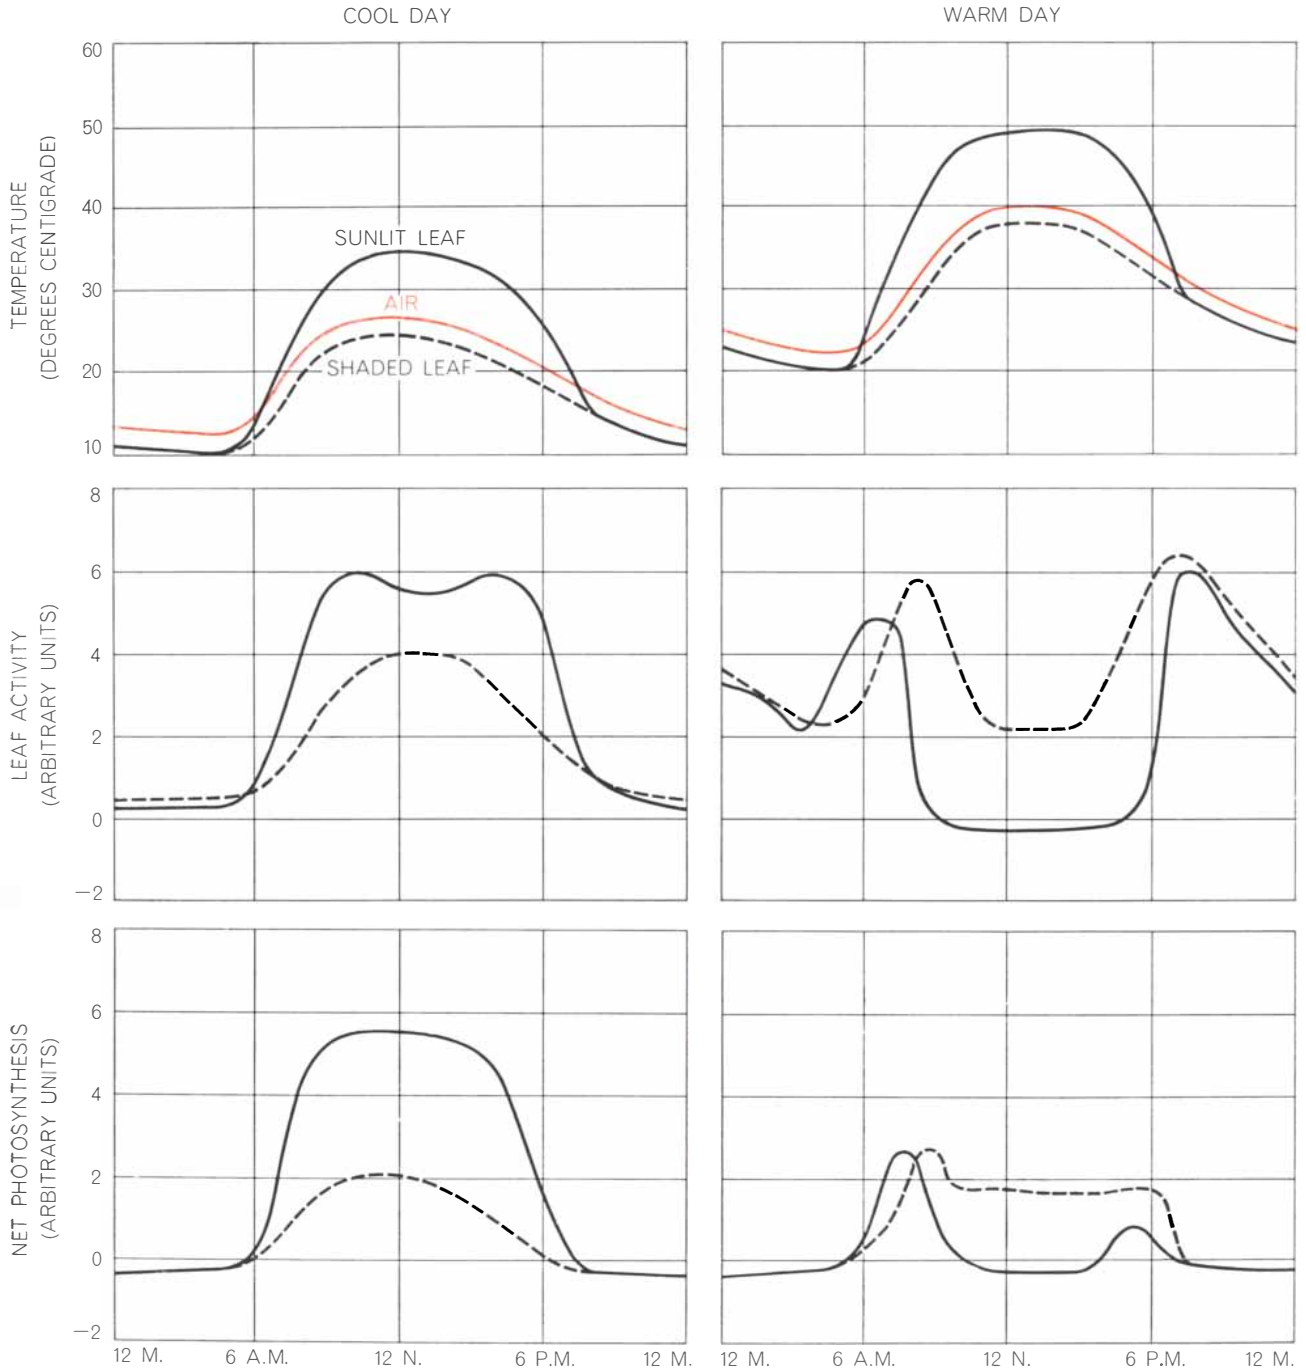 COOL DAY
WARM DAY
TEMPERATURE
(DEGREES CENTIGRADE)
60
50
40
30
20
10
SUNLIT LEAF
AIR
SHADED LEAF
LEAF ACTIVITY
(ARBITRARY UNITS)
8
6
4
2
0
−2
NET PHOTOSYNTHESIS
(ARBITRARY UNITS)
8
6
4
2
0
−2
12 M. 6 A.M. 12 N. 6 P.M. 12 M.
12 M. 6 A.M. 12 N. 6 P.M. 12 M.